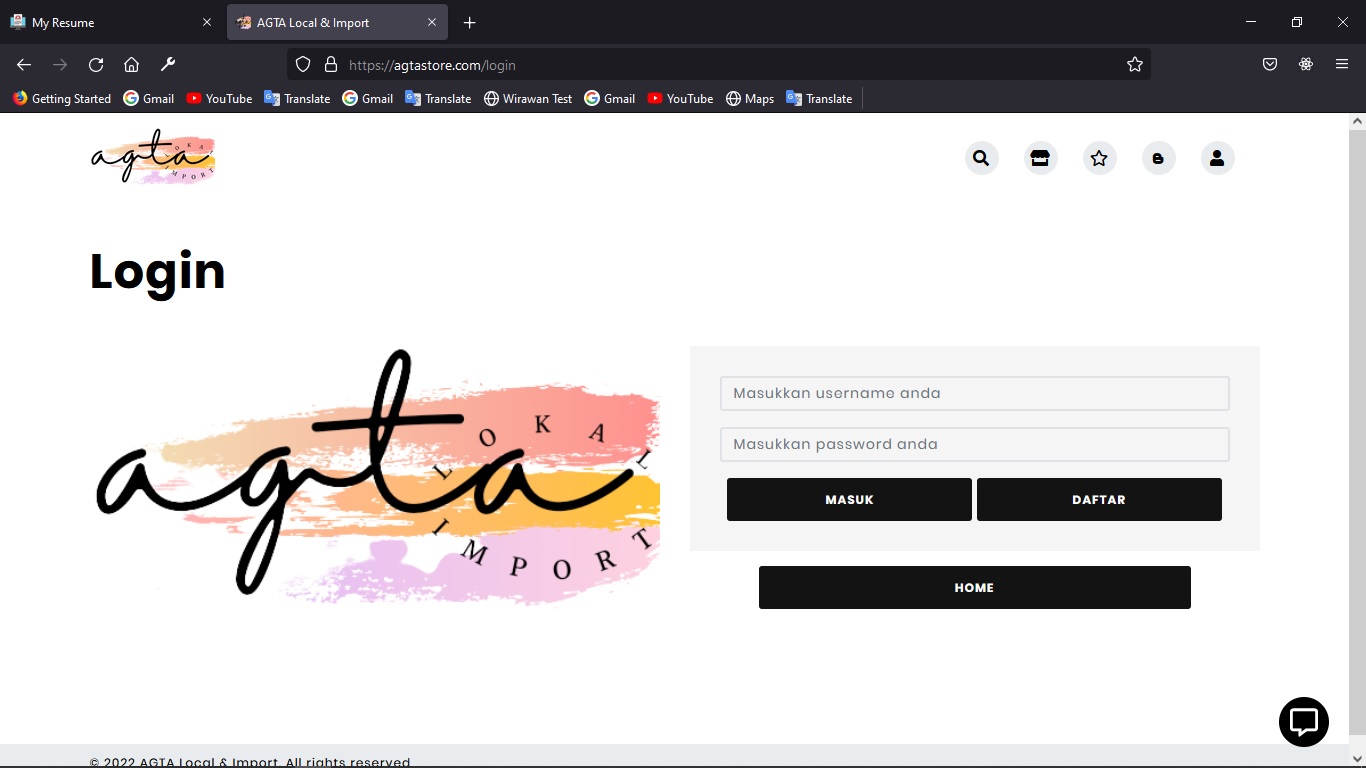 My Resume
AGTA Local & Import
https://agtastore.com/login
Getting Started Gmail YouTube Translate Gmail Translate Wirawan Test Gmail YouTube Maps Translate
agta
LOKAL
IMPORT
Login
agta
LOKAL
IMPORT
Masukkan username anda
Masukkan password anda
MASUK DAFTAR
HOME
© 2022 AGTA Local & Import. All rights reserved